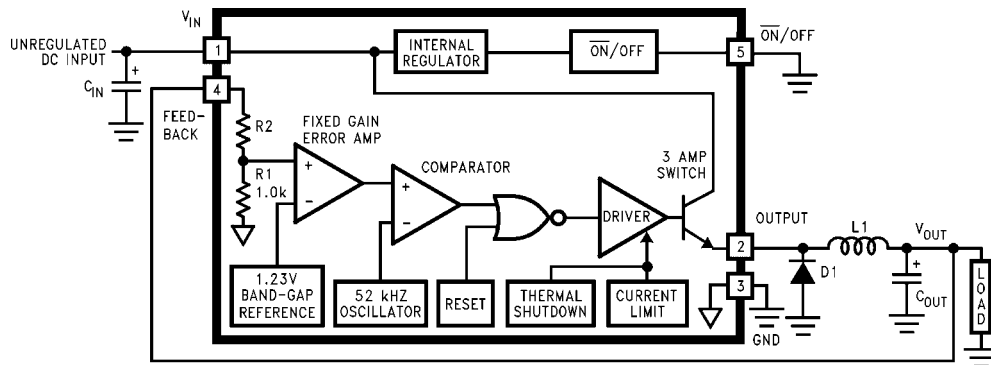 V_IN
UNREGULATED
DC INPUT
1
C_IN
+
4
FEED-
BACK
R2
R1
1.0k
FIXED GAIN
ERROR AMP
+
-
COMPARATOR
+
-
INTERNAL
REGULATOR
O̅N̅/OFF
5
O̅N̅/OFF
3 AMP
SWITCH
DRIVER
1.23V
BAND-GAP
REFERENCE
52 kHZ
OSCILLATOR
RESET
THERMAL
SHUTDOWN
CURRENT
LIMIT
OUTPUT
2
3
GND
D1
L1
V_OUT
+
C_OUT
LOAD